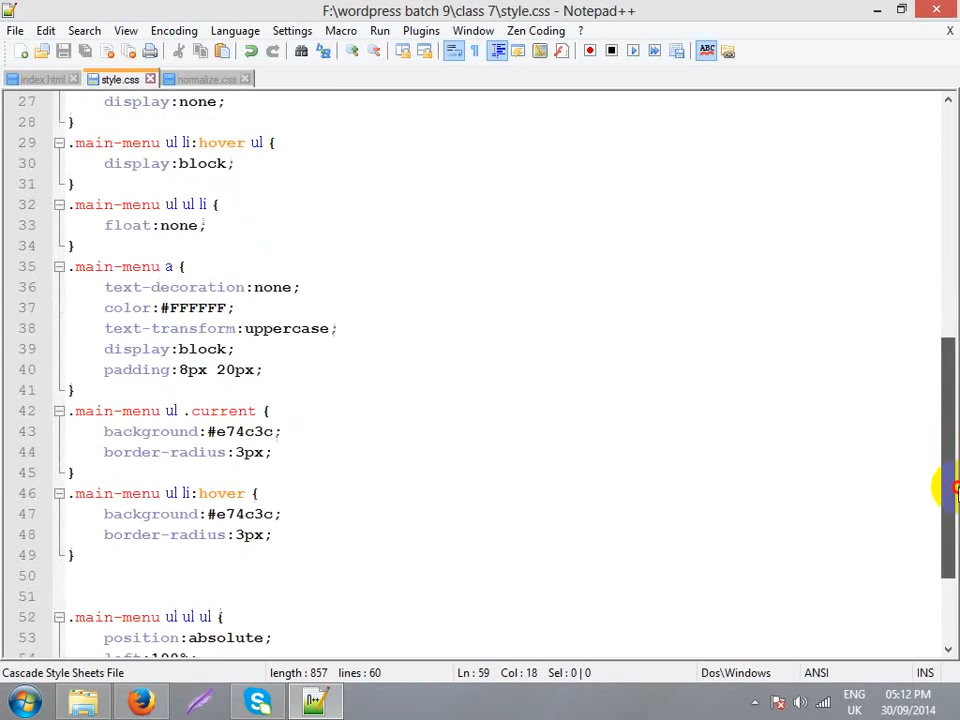 F:\wordpress batch 9\class 7\style.css - Notepad++
File Edit Search View Encoding Language Settings Macro Run Plugins Window Zen Coding ? X
index.html style.css normalize.css
27 display:none;
28 }
29 .main-menu ul li:hover ul {
30 display:block;
31 }
32 .main-menu ul ul li {
33 float:none;
34 }
35 .main-menu a {
36 text-decoration:none;
37 color:#FFFFFF;
38 text-transform:uppercase;
39 display:block;
40 padding:8px 20px;
41 }
42 .main-menu ul .current {
43 background:#e74c3c;
44 border-radius:3px;
45 }
46 .main-menu ul li:hover {
47 background:#e74c3c;
48 border-radius:3px;
49 }
50
51
52 .main-menu ul ul ul {
53 position:absolute;
54 left:100%;
Cascade Style Sheets File length : 857 lines : 60 Ln : 59 Col : 18 Sel : 0 | 0 Dos\Windows ANSI INS
ENG 05:12 PM
UK 30/09/2014